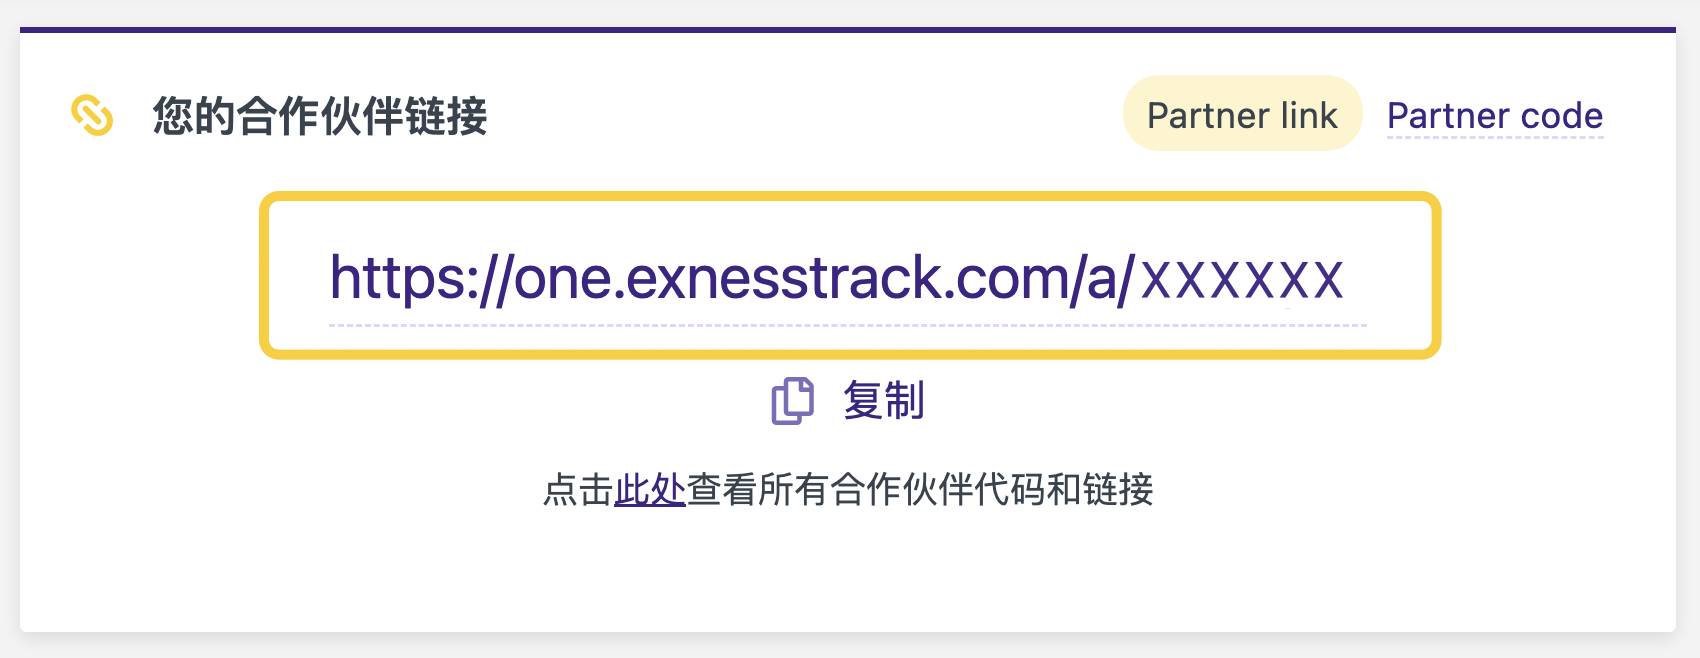 您的合作伙伴链接
Partner link
Partner code
https://one.exnesstrack.com/a/XXXXXX
复制
点击此处查看所有合作伙伴代码和链接